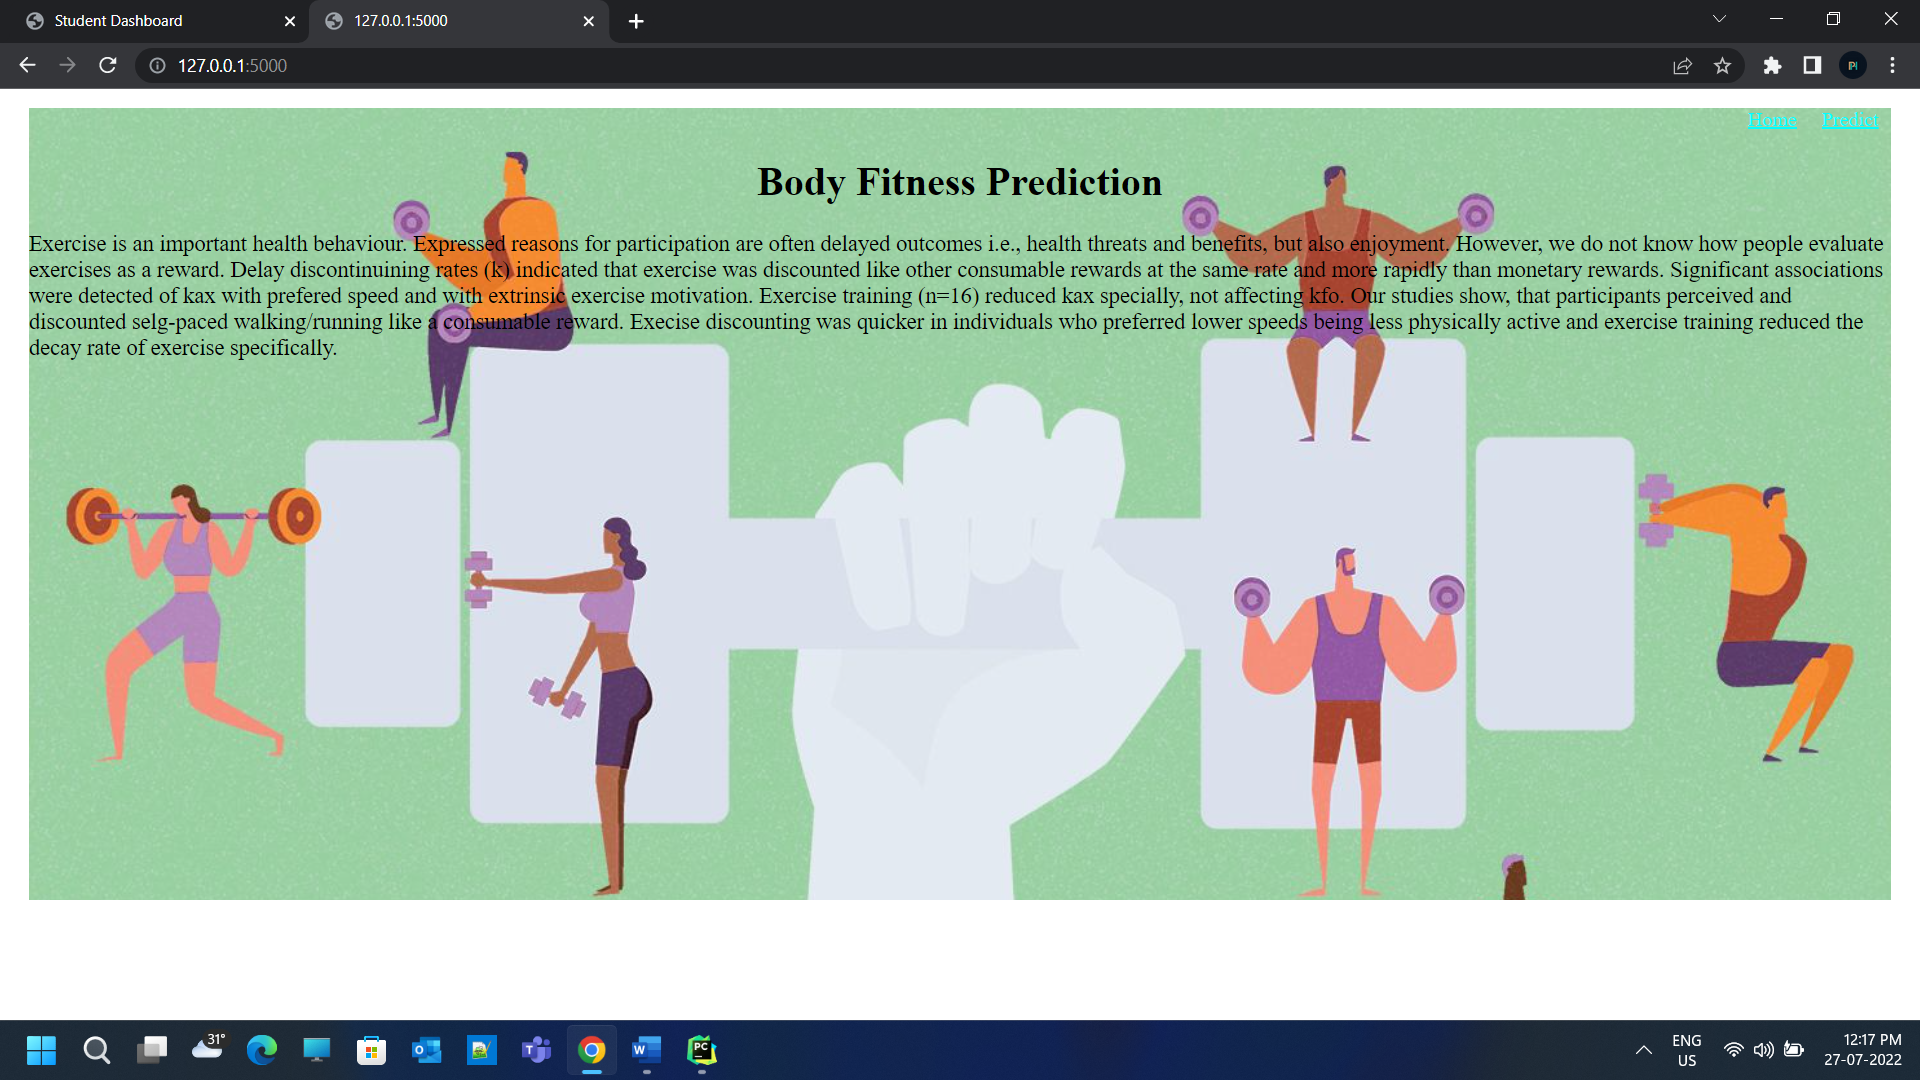 Student Dashboard
127.0.0.1:5000
127.0.0.1:5000
Home Predict
Body Fitness Prediction
Exercise is an important health behaviour. Expressed reasons for participation are often delayed outcomes i.e., health threats and benefits, but also enjoyment. However, we do not know how people evaluate
exercises as a reward. Delay discontinuining rates (k) indicated that exercise was discounted like other consumable rewards at the same rate and more rapidly than monetary rewards. Significant associations
were detected of kax with prefered speed and with extrinsic exercise motivation. Exercise training (n=16) reduced kax specially, not affecting kfo. Our studies show, that participants perceived and
discounted selg-paced walking/running like a consumable reward. Execise discounting was quicker in individuals who preferred lower speeds being less physically active and exercise training reduced the
decay rate of exercise specifically.
31°
PC
ENG
US
12:17 PM
27-07-2022